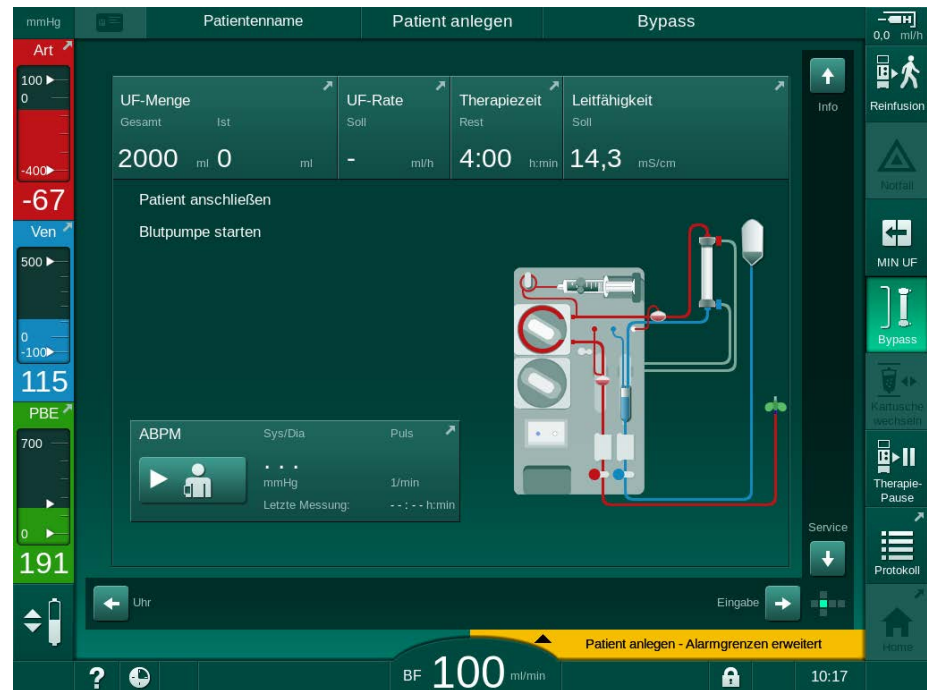 mmHg
Patientenname
Patient anlegen
Bypass
0,0 ml/h
Art
100
0
-400
-67
Ven
500
0
-100
115
PBE
700
0
191
UF-Menge
Gesamt Ist
2000 ml 0 ml
UF-Rate
Soll
- ml/h
Therapiezeit
Rest
4:00 h:min
Leitfähigkeit
Soll
14,3 mS/cm
Patient anschließen
Blutpumpe starten
ABPM Sys/Dia Puls
. . .
mmHg 1/min
Letzte Messung: --:-- h:min
Info
Service
Uhr
Eingabe
Patient anlegen - Alarmgrenzen erweitert
? BF 100 ml/min 10:17
H
Reinfusion
Notfall
MIN UF
Bypass
Kartusche
wechseln
Therapie-
Pause
Protokoll
Home